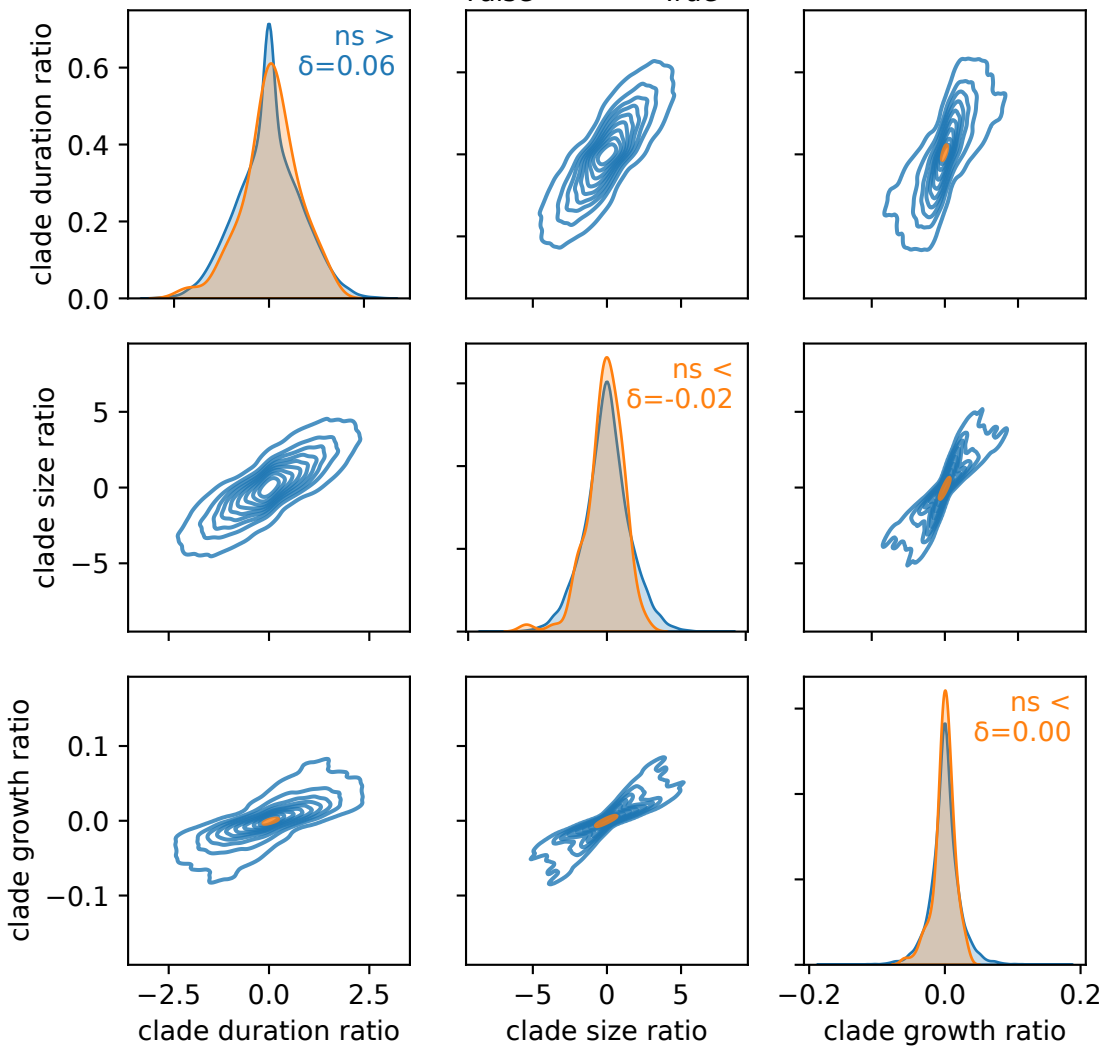 True
clade duration ratio
0.6
0.4
0.2
0.0
ns >
δ=0.06
clade size ratio
5
0
−5
ns <
δ=-0.02
clade growth ratio
0.1
0.0
−0.1
ns <
δ=0.00
−2.5 0.0 2.5
−5 0 5
−0.2 0.0 0.2
clade duration ratio
clade size ratio
clade growth ratio